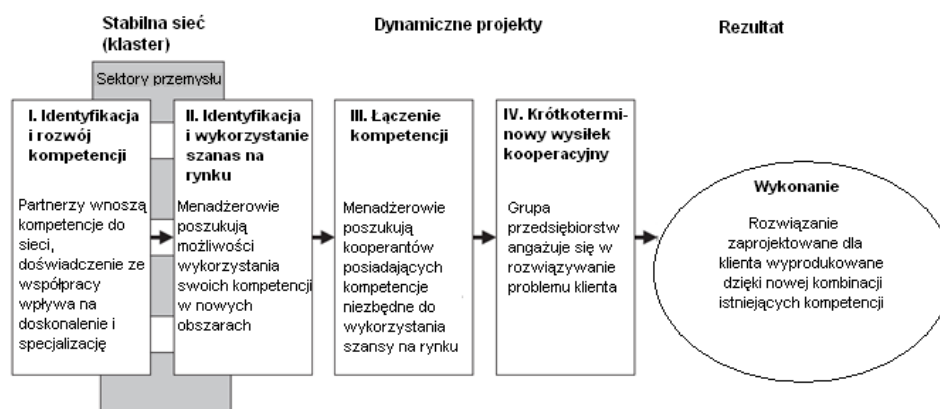 Stabilna sieć
(klaster)
Dynamiczne projekty
Rezultat
Sektory przemysłu
I. Identyfikacja
i rozwój
kompetencji
Partnerzy wnoszą
kompetencje do
sieci,
doświadczenie ze
współpracy
wpływa na
doskonalenie i
specjalizację
II. Identyfikacja
i wykorzystanie
szanas na
rynku
Menadżerowie
poszukują
możliwości
wykorzystania
swoich kompetencji
w nowych
obszarach
III. Łączenie
kompetencji
Menadżerowie
poszukują
kooperantów
posiadających
kompetencje
niezbędne do
wykorzystania
szansy na rynku
IV. Krótkotermi-
nowy wysiłek
kooperacyjny
Grupa
przedsiębiorstw
angażuje się w
rozwiązywanie
problemu klienta
Wykonanie
Rozwiązanie
zaprojektowane dla
klienta wyprodukowane
dzięki nowej kombinacji
istniejących kompetencji